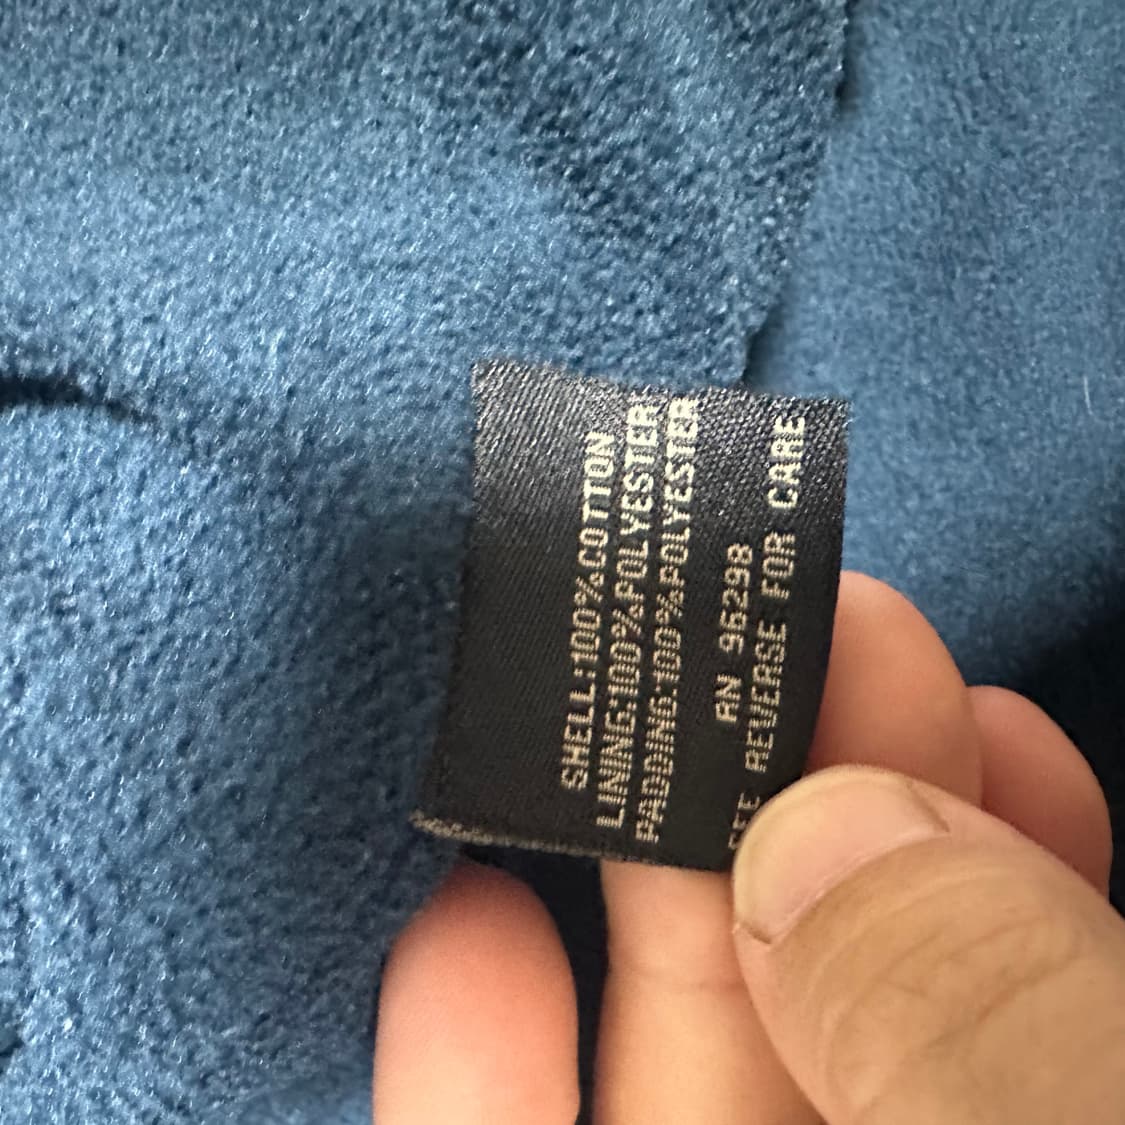 SHELL:100%COTTON
LINING:100%POLYESTER
PADDING:100%POLYESTER
RN 96298
SEE REVERSE FOR CARE